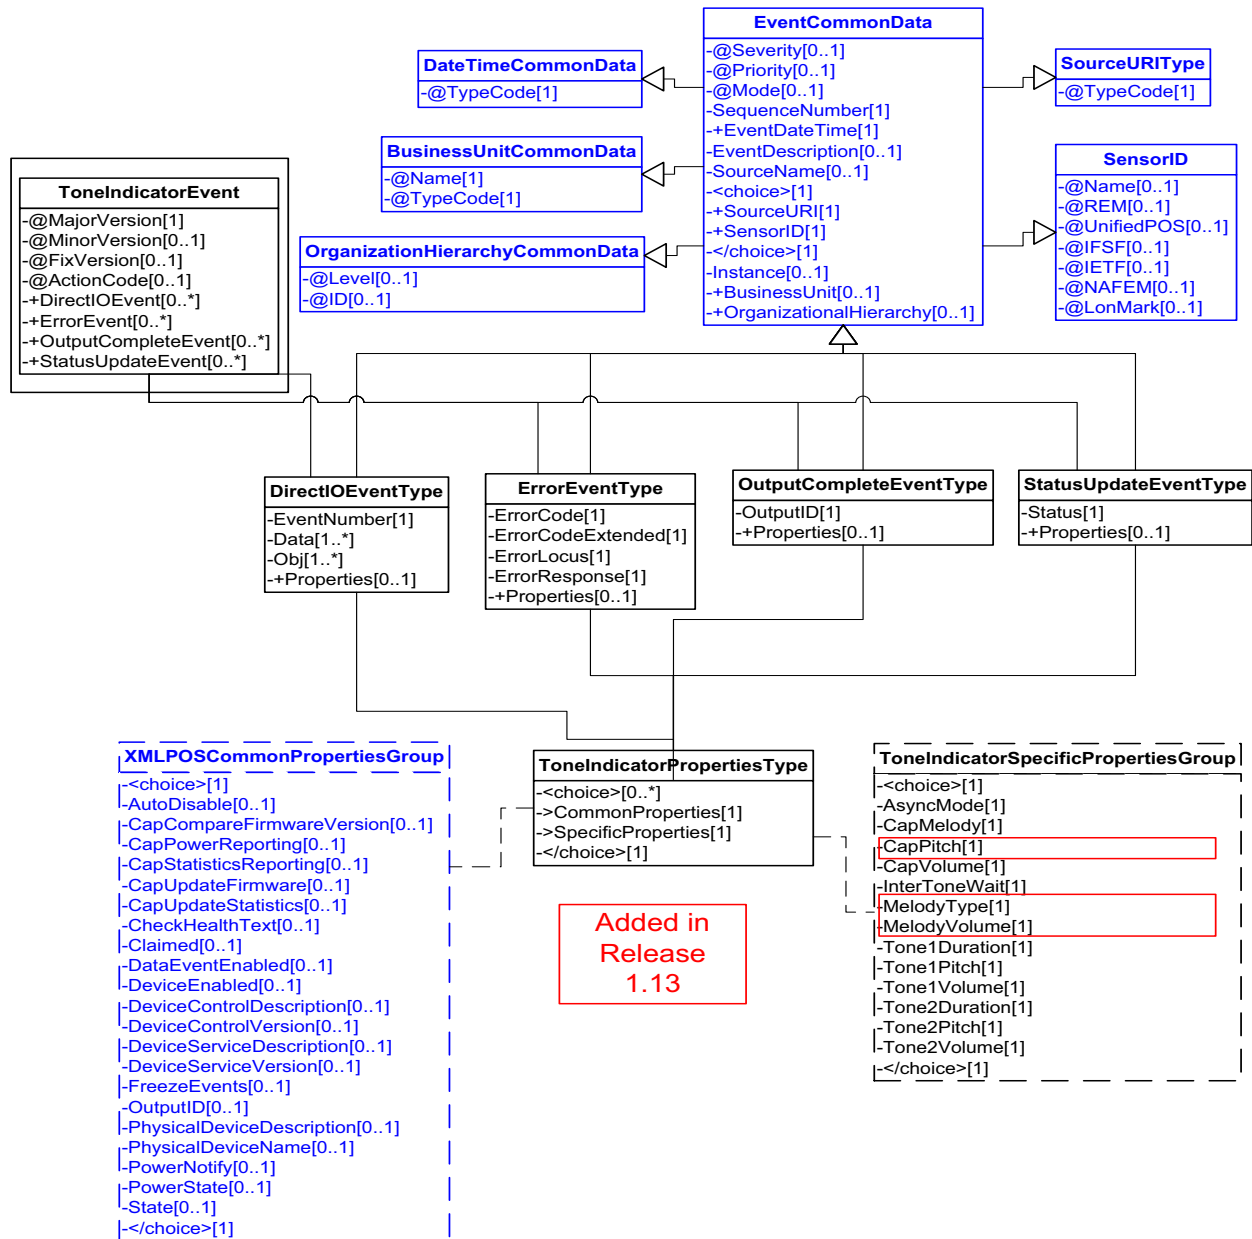 EventCommonData
-@Severity[0..1]
-@Priority[0..1]
-@Mode[0..1]
-SequenceNumber[1]
-+EventDateTime[1]
-EventDescription[0..1]
-SourceName[0..1]
-<choice>[1]
-+SourceURI[1]
-+SensorID[1]
-</choice>[1]
-Instance[0..1]
-+BusinessUnit[0..1]
-+OrganizationalHierarchy[0..1]
DateTimeCommonData
-@TypeCode[1]
SourceURIType
-@TypeCode[1]
BusinessUnitCommonData
-@Name[1]
-@TypeCode[1]
SensorID
-@Name[0..1]
-@REM[0..1]
-@UnifiedPOS[0..1]
-@IFSF[0..1]
-@IETF[0..1]
-@NAFEM[0..1]
-@LonMark[0..1]
ToneIndicatorEvent
-@MajorVersion[1]
-@MinorVersion[0..1]
-@FixVersion[0..1]
-@ActionCode[0..1]
-+DirectIOEvent[0..*]
-+ErrorEvent[0..*]
-+OutputCompleteEvent[0..*]
-+StatusUpdateEvent[0..*]
OrganizationHierarchyCommonData
-@Level[0..1]
-@ID[0..1]
DirectIOEventType
-EventNumber[1]
-Data[1..*]
-Obj[1..*]
-+Properties[0..1]
ErrorEventType
-ErrorCode[1]
-ErrorCodeExtended[1]
-ErrorLocus[1]
-ErrorResponse[1]
-+Properties[0..1]
OutputCompleteEventType
-OutputID[1]
-+Properties[0..1]
StatusUpdateEventType
-Status[1]
-+Properties[0..1]
XMLPOSCommonPropertiesGroup
-<choice>[1]
-AutoDisable[0..1]
-CapCompareFirmwareVersion[0..1]
-CapPowerReporting[0..1]
-CapStatisticsReporting[0..1]
-CapUpdateFirmware[0..1]
-CapUpdateStatistics[0..1]
-CheckHealthText[0..1]
-Claimed[0..1]
-DataEventEnabled[0..1]
-DeviceEnabled[0..1]
-DeviceControlDescription[0..1]
-DeviceControlVersion[0..1]
-DeviceServiceDescription[0..1]
-DeviceServiceVersion[0..1]
-FreezeEvents[0..1]
-OutputID[0..1]
-PhysicalDeviceDescription[0..1]
-PhysicalDeviceName[0..1]
-PowerNotify[0..1]
-PowerState[0..1]
-State[0..1]
-</choice>[1]
ToneIndicatorPropertiesType
-<choice>[0..*]
->CommonProperties[1]
->SpecificProperties[1]
-</choice>[1]
Added in
Release
1.13
ToneIndicatorSpecificPropertiesGroup
-<choice>[1]
-AsyncMode[1]
-CapMelody[1]
-CapPitch[1]
-CapVolume[1]
-InterToneWait[1]
-MelodyType[1]
-MelodyVolume[1]
-Tone1Duration[1]
-Tone1Pitch[1]
-Tone1Volume[1]
-Tone2Duration[1]
-Tone2Pitch[1]
-Tone2Volume[1]
-</choice>[1]